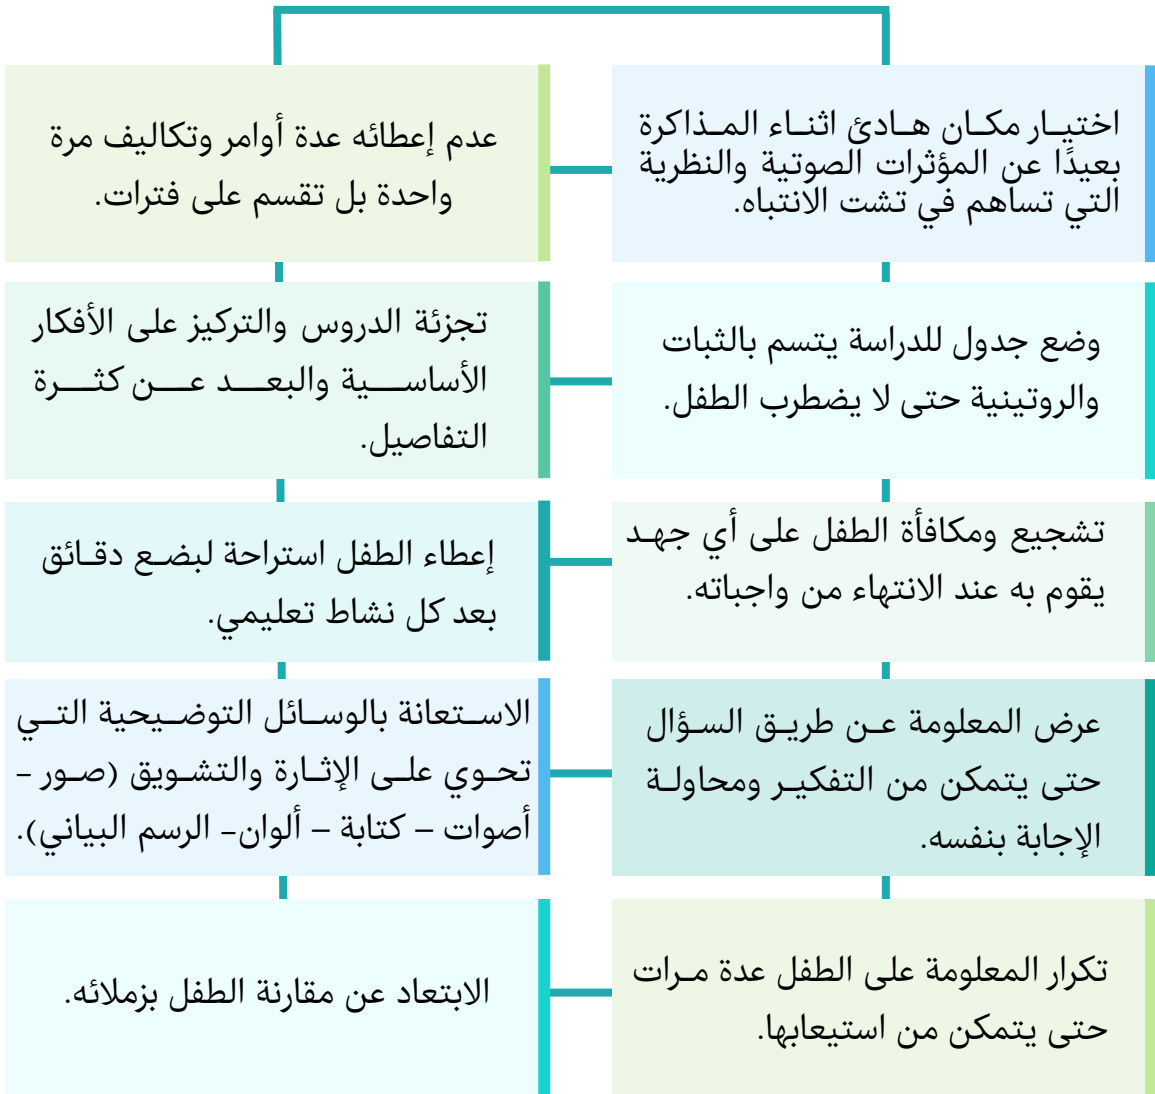 اختيار مكان هادئ اثناء المذاكرة
بعيدًا عن المؤثرات الصوتية والنظرية
التي تساهم في تشت الانتباه.
عدم إعطائه عدة أوامر وتكاليف مرة
واحدة بل تقسم على فترات.
وضع جدول للدراسة يتسم بالثبات
والروتينية حتى لا يضطرب الطفل.
تجزئة الدروس والتركيز على الأفكار
الأساسية والبعد عن كثرة
التفاصيل.
تشجيع ومكافأة الطفل على أي جهد
يقوم به عند الانتهاء من واجباته.
إعطاء الطفل استراحة لبضع دقائق
بعد كل نشاط تعليمي.
عرض المعلومة عن طريق السؤال
حتى يتمكن من التفكير ومحاولة
الإجابة بنفسه.
الاستعانة بالوسائل التوضيحية التي
تحوي على الإثارة والتشويق (صور –
أصوات – كتابة – ألوان– الرسم البياني).
تكرار المعلومة على الطفل عدة مرات
حتى يتمكن من استيعابها.
الابتعاد عن مقارنة الطفل بزملائه.